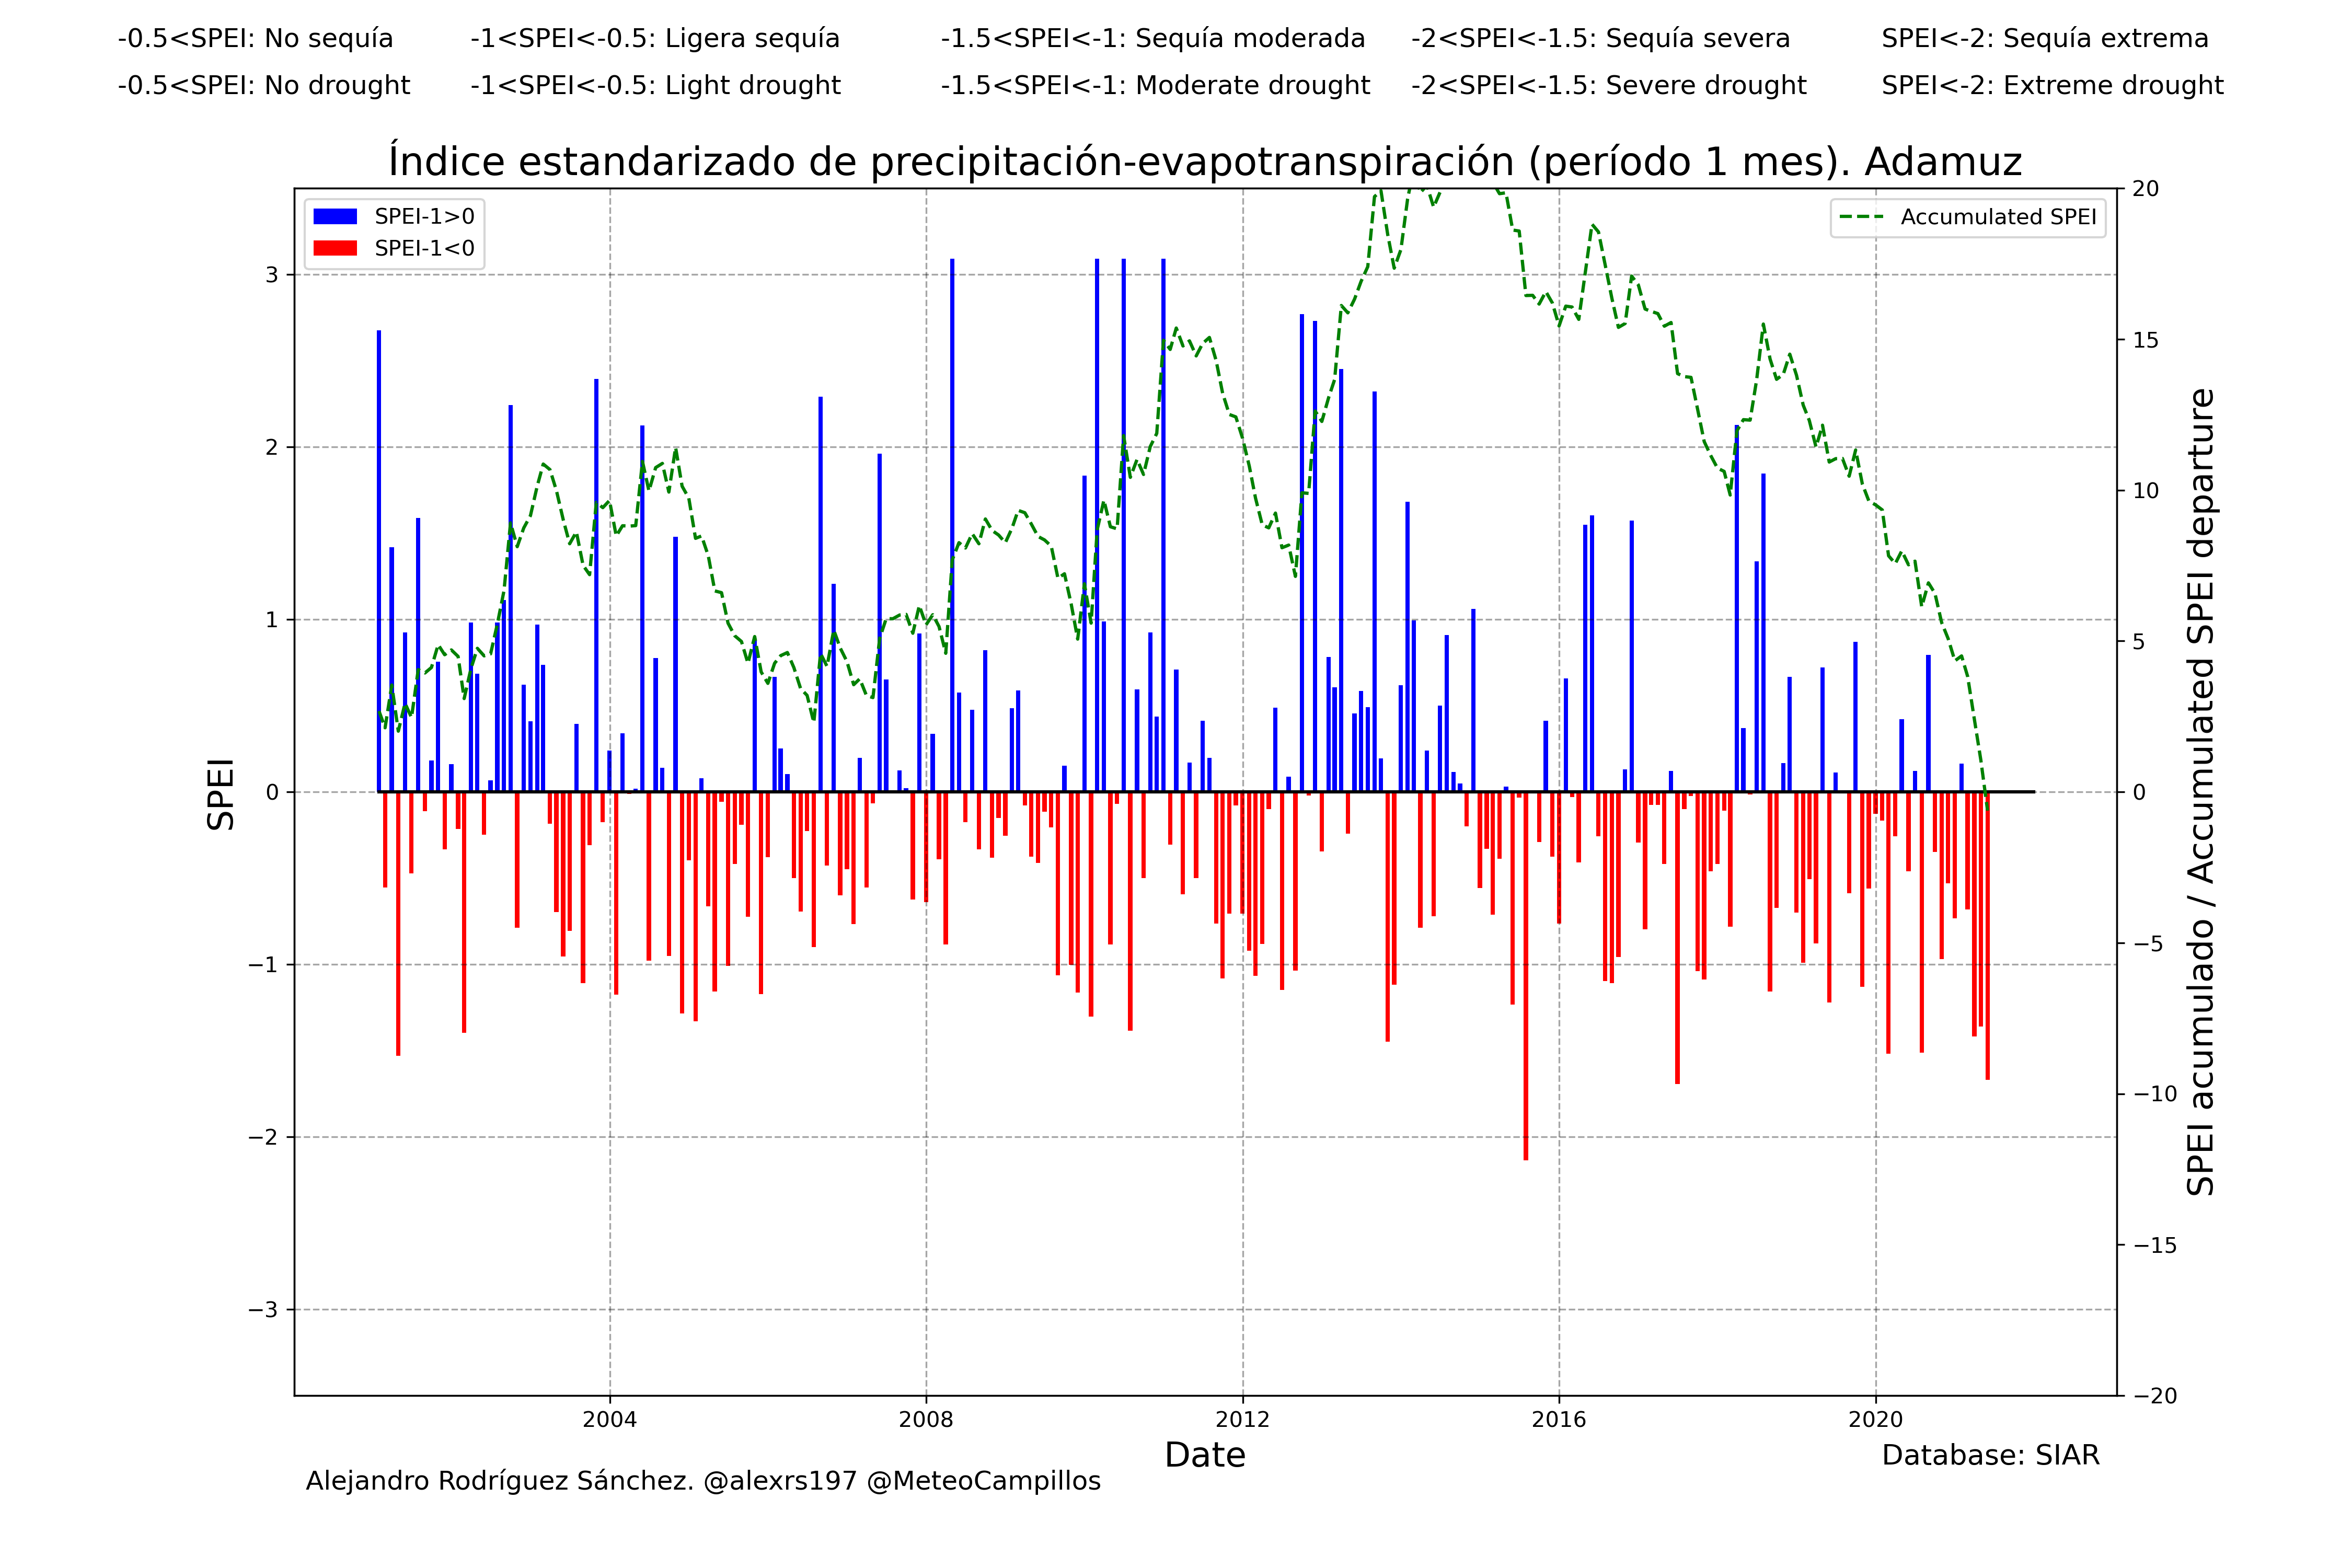 -0.5<SPEI: No sequía -1<SPEI<-0.5: Ligera sequía -1.5<SPEI<-1: Sequía moderada -2<SPEI<-1.5: Sequía severa SPEI<-2: Sequía extrema
-0.5<SPEI: No drought -1<SPEI<-0.5: Light drought -1.5<SPEI<-1: Moderate drought -2<SPEI<-1.5: Severe drought SPEI<-2: Extreme drought
Índice estandarizado de precipitación-evapotranspiración (período 1 mes). Adamuz
SPEI-1>0
SPEI-1<0
Accumulated SPEI
SPEI
3
2
1
0
−1
−2
−3
20
15
10
5
0
−5
−10
−15
−20
SPEI acumulado / Accumulated SPEI departure
2004 2008 2012 2016 2020
Date
Database: SIAR
Alejandro Rodríguez Sánchez. @alexrs197 @MeteoCampillos